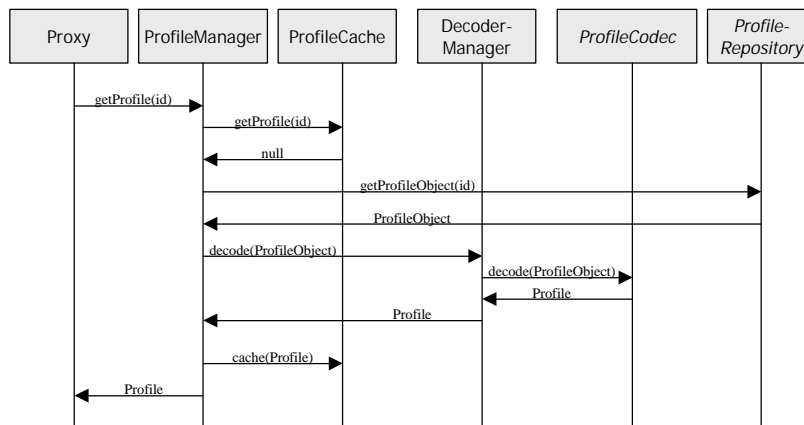 Proxy
ProfileManager
ProfileCache
Decoder-
Manager
ProfileCodec
Profile-
Repository
getProfile(id)
getProfile(id)
null
getProfileObject(id)
ProfileObject
decode(ProfileObject)
decode(ProfileObject)
Profile
Profile
cache(Profile)
Profile